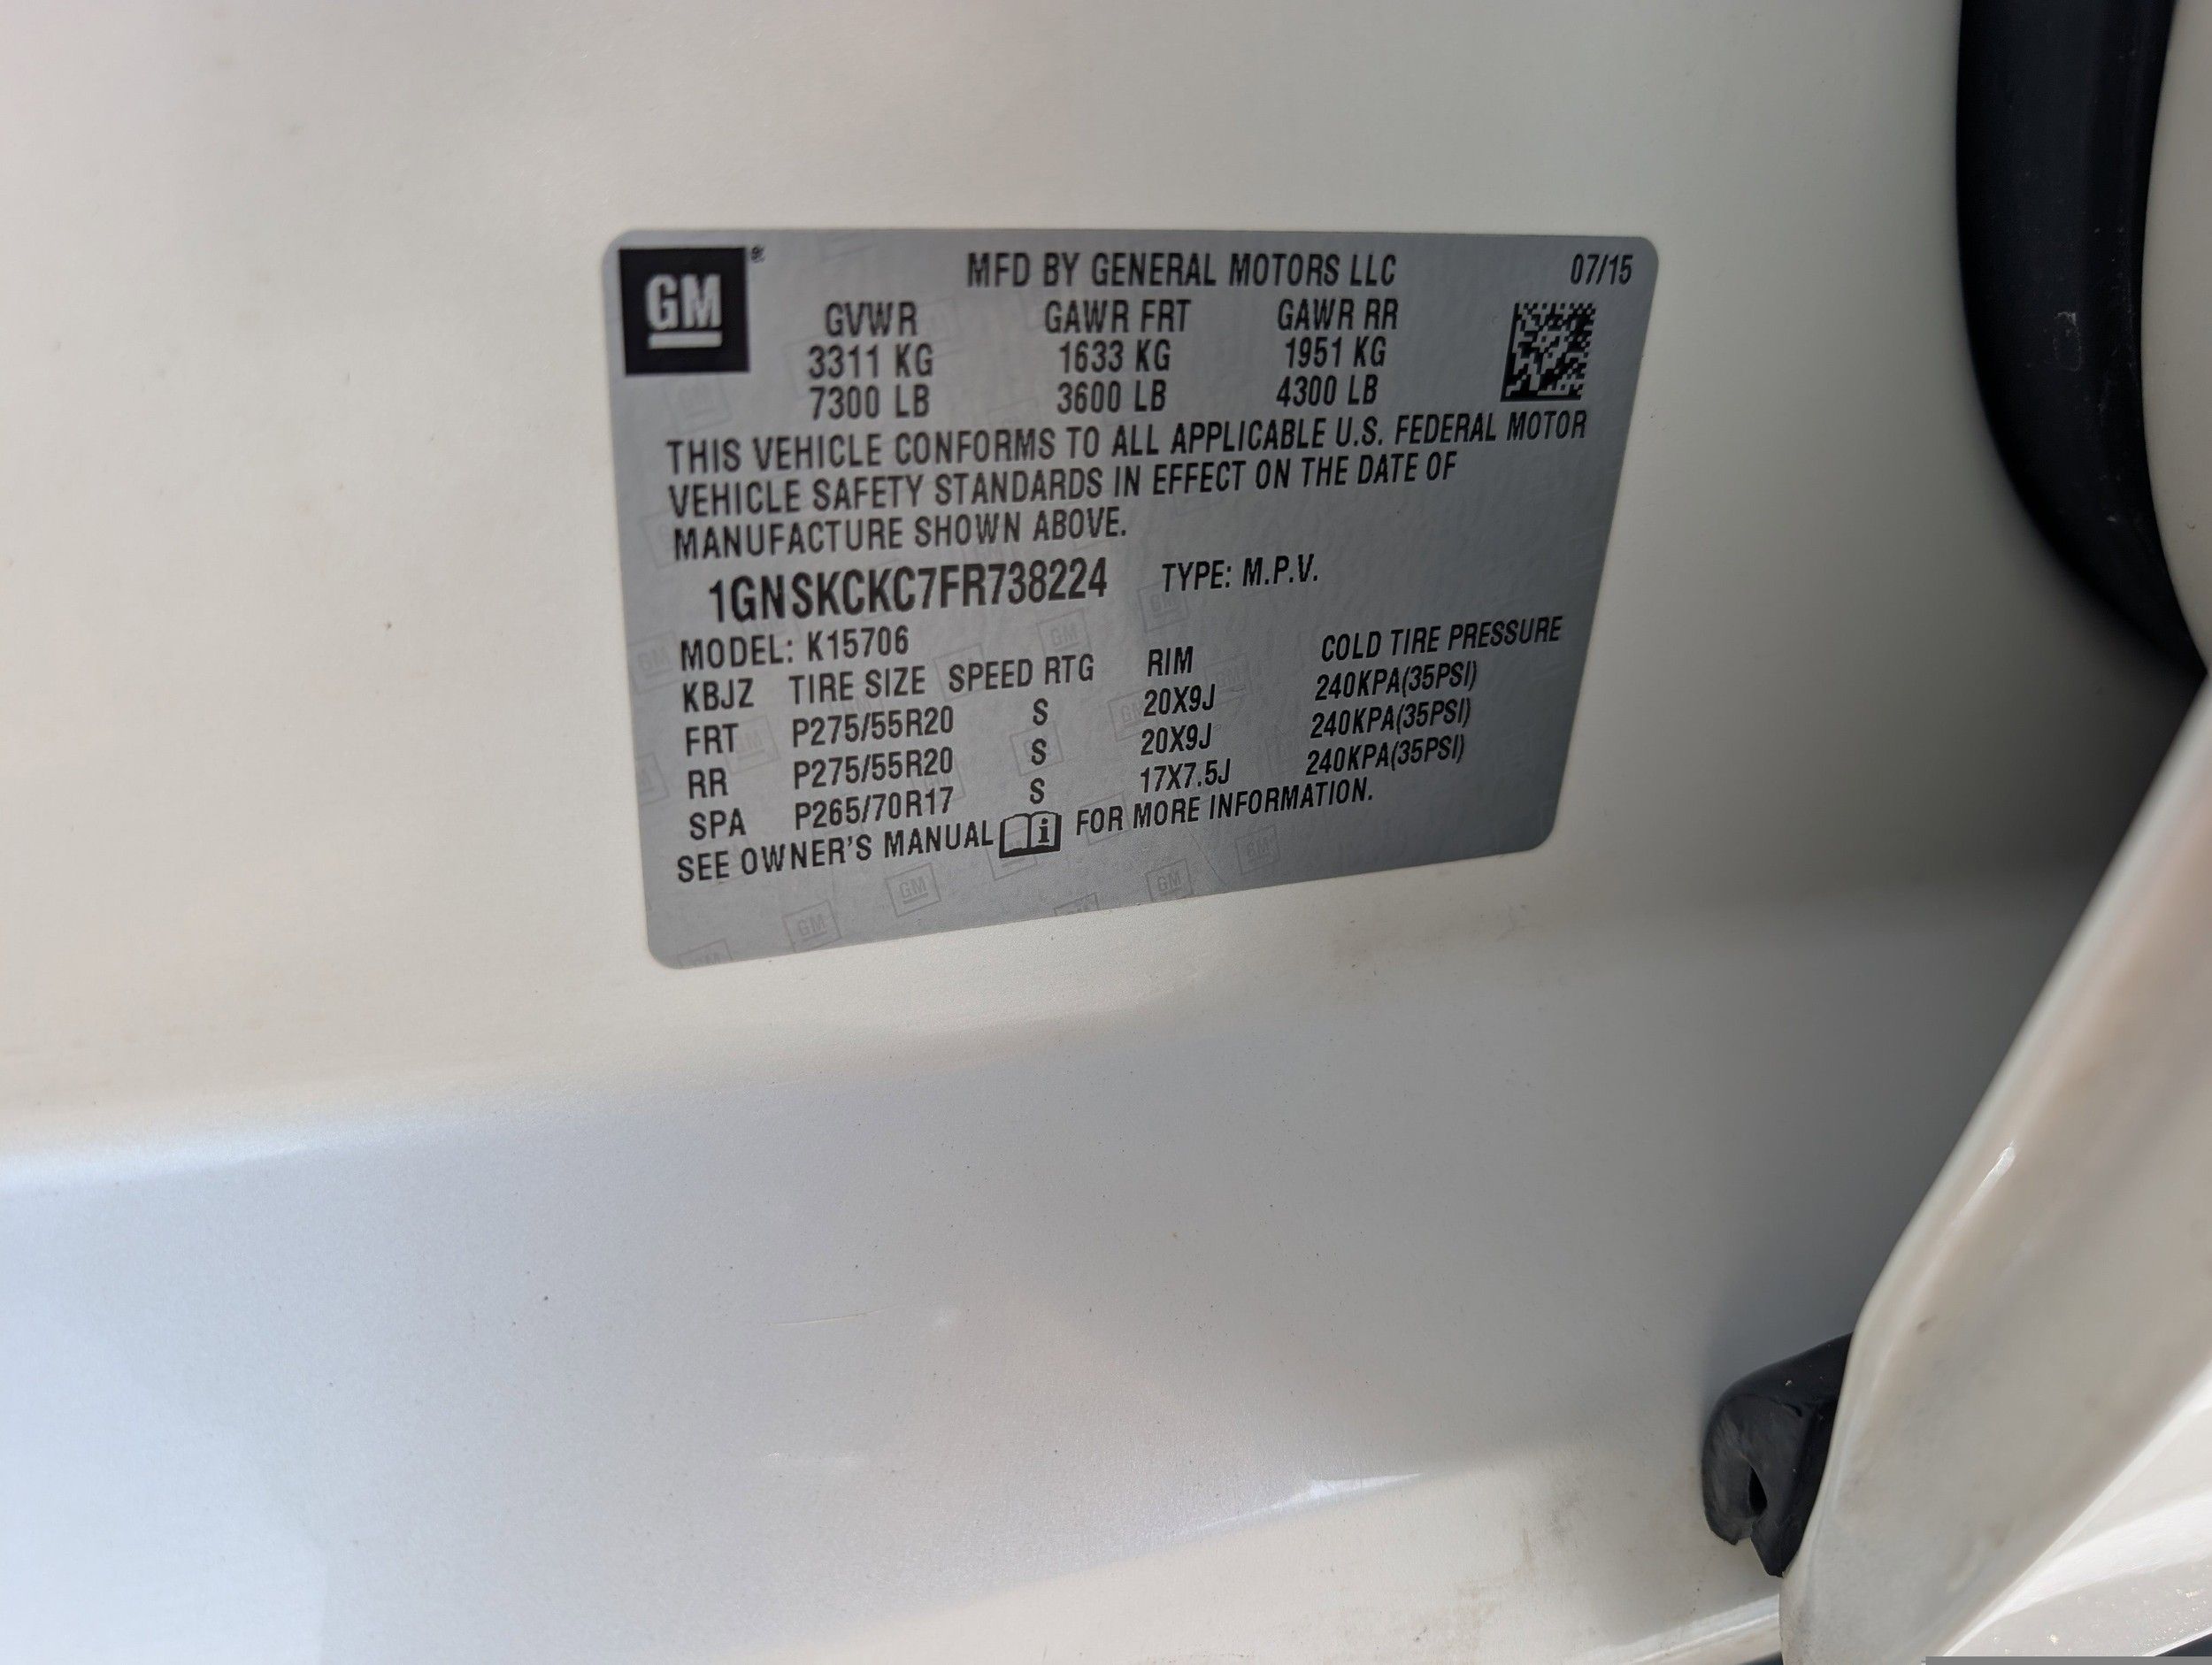 GM ®
MFD BY GENERAL MOTORS LLC 07/15
GVWR GAWR FRT GAWR RR
3311 KG 1633 KG 1951 KG
7300 LB 3600 LB 4300 LB
THIS VEHICLE CONFORMS TO ALL APPLICABLE U.S. FEDERAL MOTOR
VEHICLE SAFETY STANDARDS IN EFFECT ON THE DATE OF
MANUFACTURE SHOWN ABOVE.
1GNSKCKC7FR738224 TYPE: M.P.V.
MODEL: K15706
KBJZ TIRE SIZE SPEED RTG RIM COLD TIRE PRESSURE
FRT P275/55R20 S 20X9J 240KPA(35PSI)
RR P275/55R20 S 20X9J 240KPA(35PSI)
SPA P265/70R17 S 17X7.5J 240KPA(35PSI)
SEE OWNER'S MANUAL i FOR MORE INFORMATION.